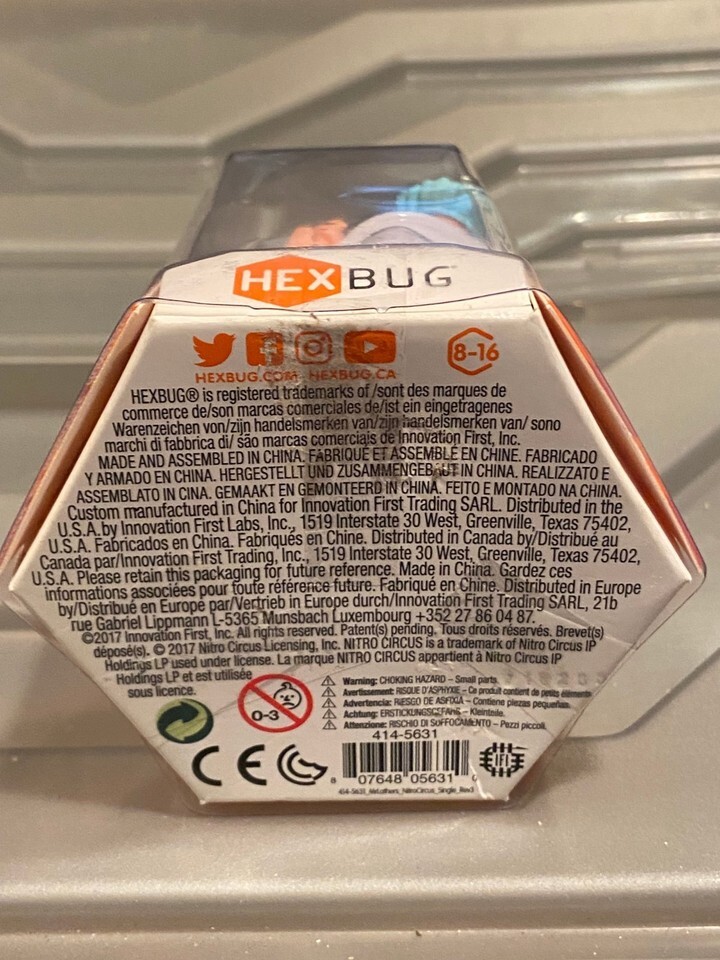 HEXBUG
8-16
HEXBUG.COM HEXBUG.CA
HEXBUG® is registered trademarks of /sont des marques de
commerce de/son marcas comerciales de/ist ein eingetragenes
Warenzeichen von/zijn handelsmerken van/zijn handelsmerken van/ sono
marchi di fabbrica di/ são marcas comerciais de Innovation First, Inc.
MADE AND ASSEMBLED IN CHINA. FABRIQUÉ ET ASSEMBLÉ EN CHINE. FABRICADO
Y ARMADO EN CHINA. HERGESTELLT UND ZUSAMMENGEBAUT IN CHINA. REALIZZATO E
ASSEMBLATO IN CINA. GEMAAKT EN GEMONTEERD IN CHINA. FEITO E MONTADO NA CHINA.
Custom manufactured in China for Innovation First Trading SARL. Distributed in the
U.S.A. by Innovation First Labs, Inc., 1519 Interstate 30 West, Greenville, Texas 75402,
U.S.A. Fabricados en China. Fabriqués en Chine. Distributed in Canada by/Distribué au
Canada par/Innovation First Trading, Inc., 1519 Interstate 30 West, Greenville, Texas 75402,
U.S.A. Please retain this packaging for future reference. Made in China. Gardez ces
informations associées pour toute référence future. Fabriqué en Chine. Distributed in Europe
by/Distribué en Europe par/Vertrieb in Europe durch/Innovation First Trading SARL, 21b
rue Gabriel Lippmann L-5365 Munsbach Luxembourg +352 27 86 04 87.
©2017 Innovation First, Inc. All rights reserved. Patent(s) pending. Tous droits réservés. Brevet(s)
déposé(s). © 2017 Nitro Circus Licensing, Inc. NITRO CIRCUS is a trademark of Nitro Circus IP
Holdings LP used under license. La marque NITRO CIRCUS appartient à Nitro Circus IP
Holdings LP et est utilisée
sous licence.
0-3
Warning: CHOKING HAZARD – Small parts.
Avertissement: RISQUE D'ASPHYXIE – Ce produit contient de petits éléments
Advertencia: RIESGO DE ASFIXIA – Contiene piezas pequeñas.
Achtung: ERSTICKUNGSGEFAHR – Kleinteile.
Attenzione: RISCHIO DI SOFFOCAMENTO – Pezzi piccoli.
414-5631
CE
8 07648 05631 0
IFI